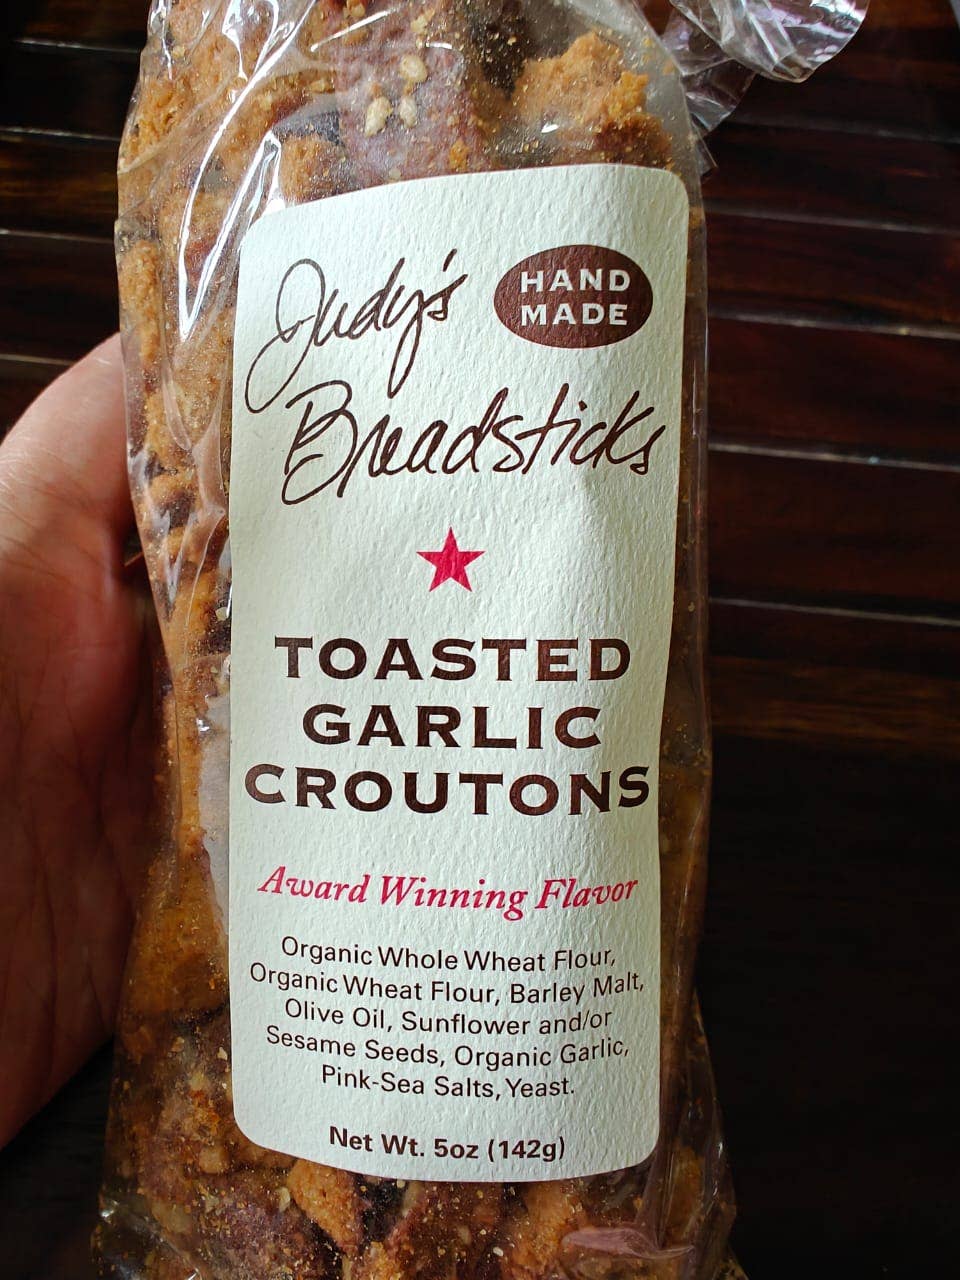 Judy's
HAND
MADE
Breadsticks
TOASTED
GARLIC
CROUTONS
Award Winning Flavor
Organic Whole Wheat Flour,
Organic Wheat Flour, Barley Malt,
Olive Oil, Sunflower and/or
Sesame Seeds, Organic Garlic,
Pink-Sea Salts, Yeast.
Net Wt. 5oz (142g)